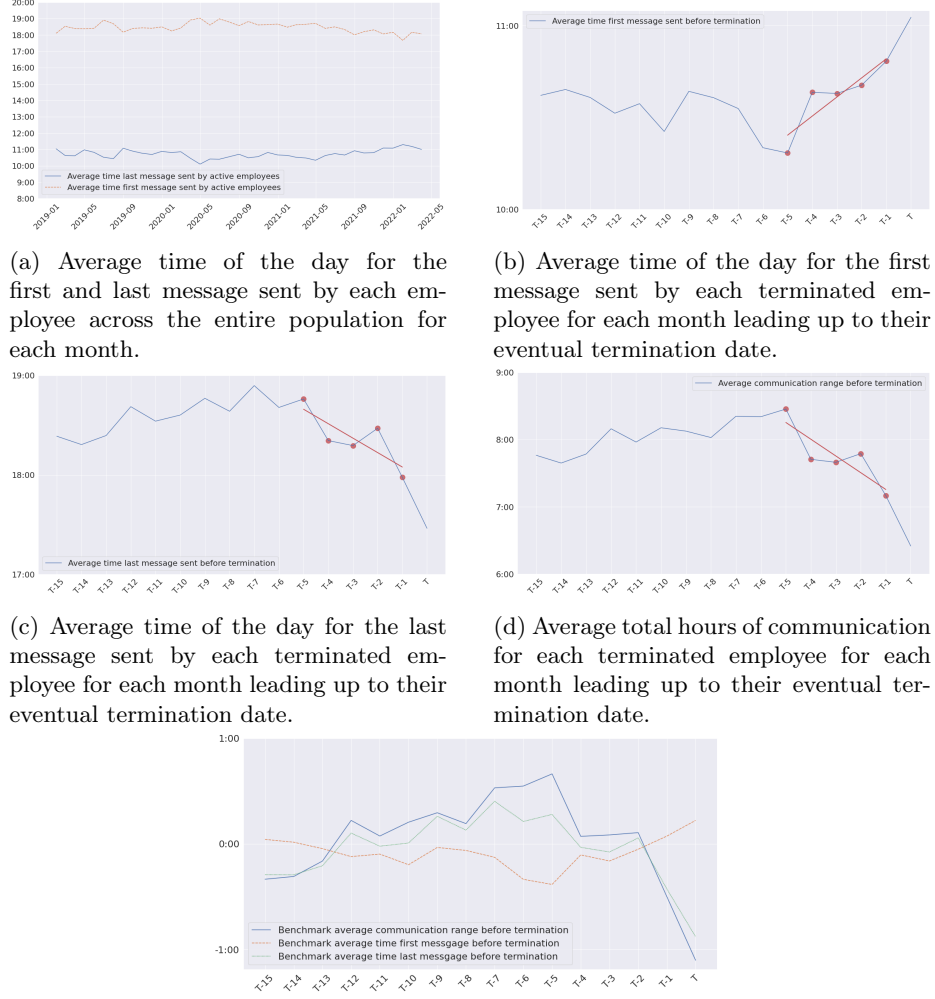 20:00
19:00
18:00
17:00
16:00
15:00
14:00
13:00
12:00
11:00
10:00
9:00
8:00
Average time last message sent by active employees
Average time first message sent by active employees
2019-01
2019-05
2019-09
2020-01
2020-05
2020-09
2021-01
2021-05
2021-09
2022-01
2022-05
(a) Average time of the day for the
first and last message sent by each em-
ployee across the entire population for
each month.
11:00
10:00
Average time first message sent before termination
T-15
T-14
T-13
T-12
T-11
T-10
T-9
T-8
T-7
T-6
T-5
T-4
T-3
T-2
T-1
T
(b) Average time of the day for the first
message sent by each terminated em-
ployee for each month leading up to their
eventual termination date.
19:00
18:00
17:00
Average time last message sent before termination
T-15
T-14
T-13
T-12
T-11
T-10
T-9
T-8
T-7
T-6
T-5
T-4
T-3
T-2
T-1
T
(c) Average time of the day for the last
message sent by each terminated em-
ployee for each month leading up to their
eventual termination date.
9:00
8:00
7:00
6:00
Average communication range before termination
T-15
T-14
T-13
T-12
T-11
T-10
T-9
T-8
T-7
T-6
T-5
T-4
T-3
T-2
T-1
T
(d) Average total hours of communication
for each terminated employee for each
month leading up to their eventual ter-
mination date.
1:00
0:00
-1:00
Benchmark average communication range before termination
Benchmark average time first messgage before termination
Benchmark average time last messgage before termination
T-15
T-14
T-13
T-12
T-11
T-10
T-9
T-8
T-7
T-6
T-5
T-4
T-3
T-2
T-1
T